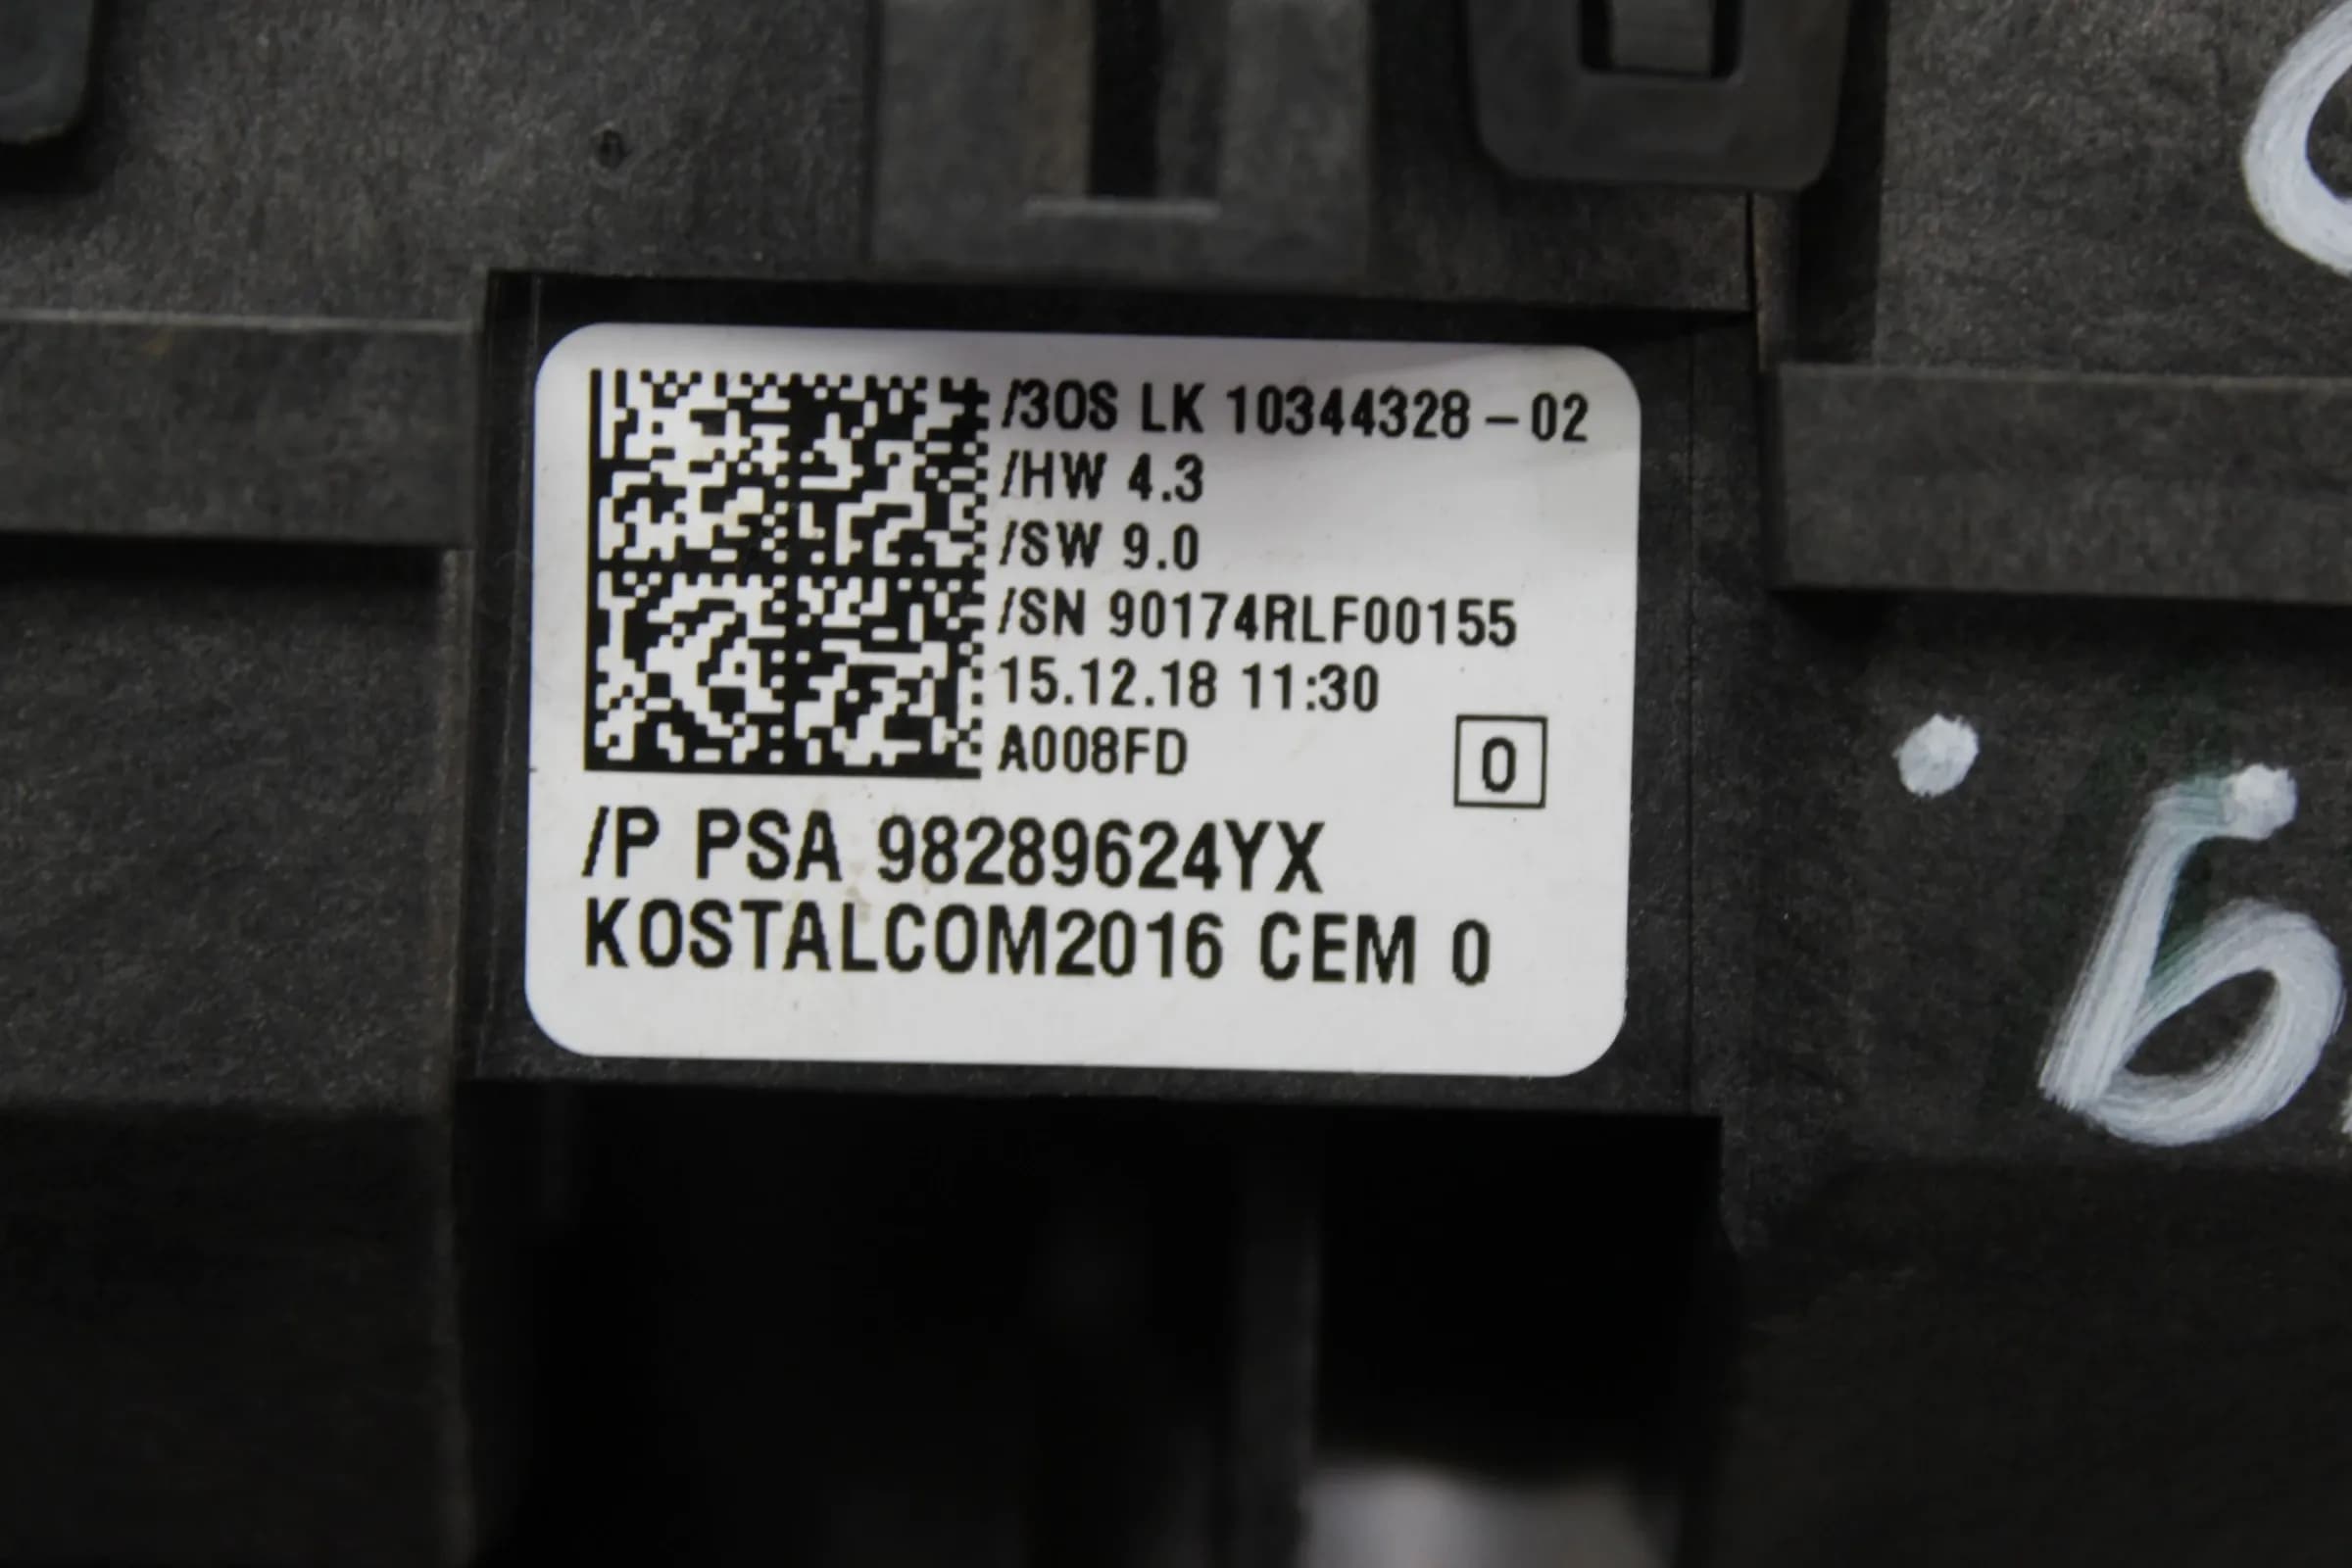 /3OS LK 10344328-02
/HW 4.3
/SW 9.0
/SN 90174RLF00155
15.12.18 11:30
A008FD
0
/P PSA 98289624YX
KOSTALCOM2016 CEM 0